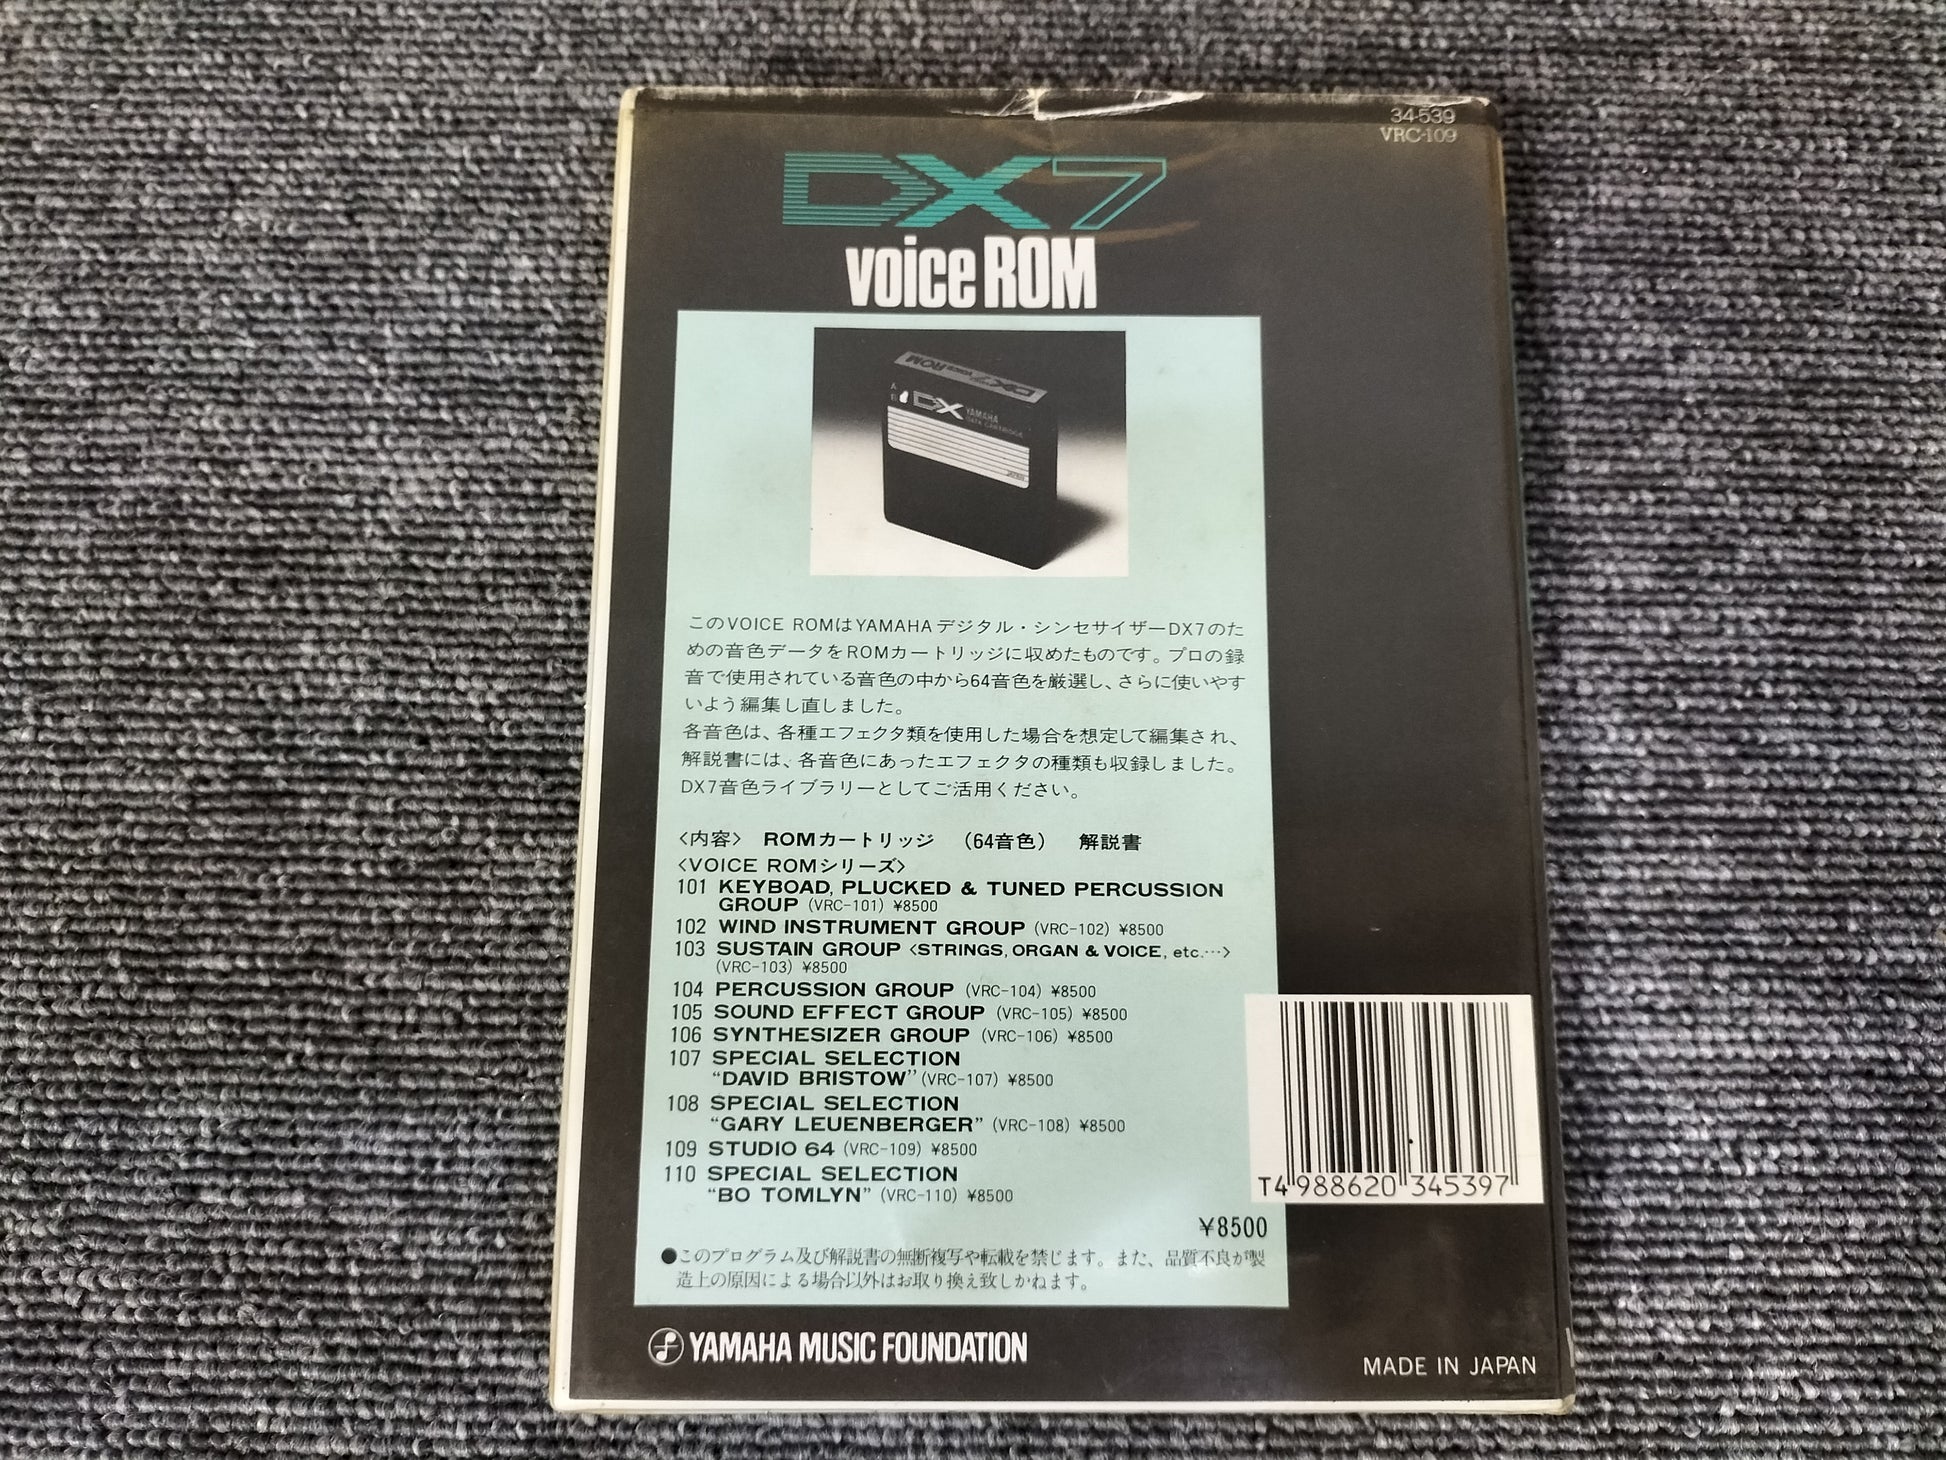 34-539
VRC-109
DX7
voice ROM
DX7 VOICE ROM
A
B
DX YAMAHA
DATA CARTRIDGE
JAPAN
このVOICE ROMはYAMAHAデジタル・シンセサイザーDX7のた
めの音色データをROMカートリッジに収めたものです。プロの録
音で使用されている音色の中から64音色を厳選し、さらに使いやす
いよう編集し直しました。
各音色は、各種エフェクタ類を使用した場合を想定して編集され、
解説書には、各音色にあったエフェクタの種類も収録しました。
DX7音色ライブラリーとしてご活用ください。
〈内容〉 ROMカートリッジ (64音色) 解説書
〈VOICE ROMシリーズ〉
101 KEYBOAD, PLUCKED & TUNED PERCUSSION
GROUP (VRC-101) ¥8500
102 WIND INSTRUMENT GROUP (VRC-102) ¥8500
103 SUSTAIN GROUP 〈STRINGS, ORGAN & VOICE, etc.…〉
(VRC-103) ¥8500
104 PERCUSSION GROUP (VRC-104) ¥8500
105 SOUND EFFECT GROUP (VRC-105) ¥8500
106 SYNTHESIZER GROUP (VRC-106) ¥8500
107 SPECIAL SELECTION
“DAVID BRISTOW” (VRC-107) ¥8500
108 SPECIAL SELECTION
“GARY LEUENBERGER” (VRC-108) ¥8500
109 STUDIO 64 (VRC-109) ¥8500
110 SPECIAL SELECTION
“BO TOMLYN” (VRC-110) ¥8500
¥8500
●このプログラム及び解説書の無断複写や転載を禁じます。また、品質不良が製
造上の原因による場合以外はお取り換え致しかねます。
T4 988620 345397
YAMAHA MUSIC FOUNDATION
MADE IN JAPAN